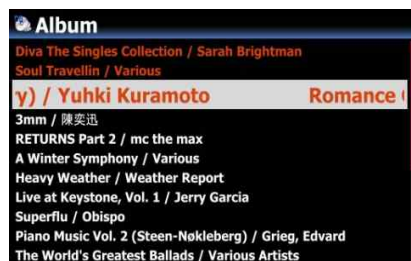 Album
Diva The Singles Collection / Sarah Brightman
Soul Travellin / Various
γ) / Yuhki Kuramoto Romance
3mm / 陳奕迅
RETURNS Part 2 / mc the max
A Winter Symphony / Various
Heavy Weather / Weather Report
Live at Keystone, Vol. 1 / Jerry Garcia
Superflu / Obispo
Piano Music Vol. 2 (Steen-Nøkleberg) / Grieg, Edvard
The World's Greatest Ballads / Various Artists